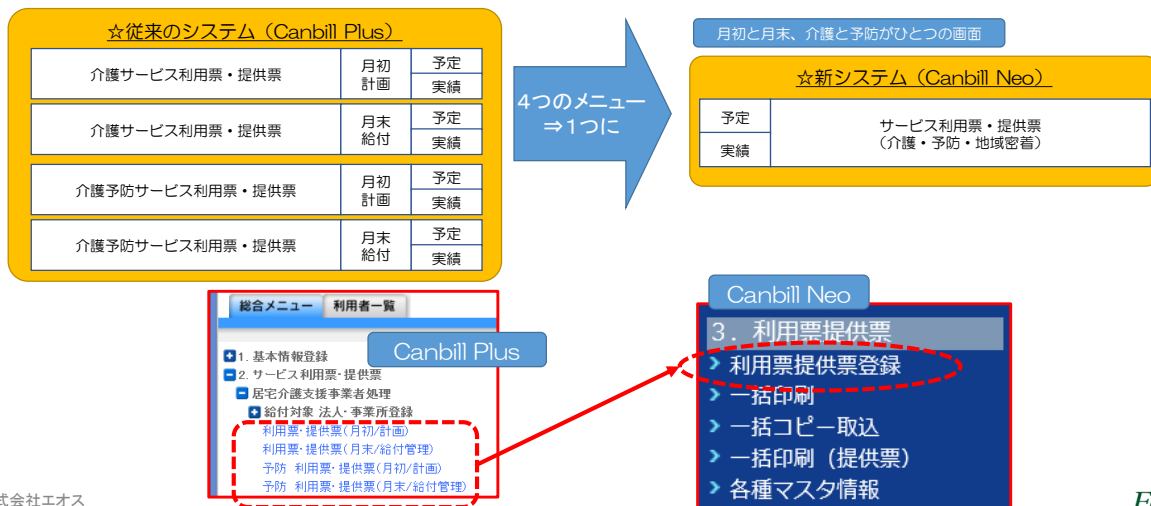 ☆従来のシステム（Canbill Plus）
介護サービス利用票・提供票
月初
計画
予定
実績
介護サービス利用票・提供票
月末
給付
予定
実績
介護予防サービス利用票・提供票
月初
計画
予定
実績
介護予防サービス利用票・提供票
月末
給付
予定
実績
4つのメニュー
⇒1つに
月初と月末、介護と予防がひとつの画面
☆新システム（Canbill Neo）
予定
実績
サービス利用票・提供票
（介護・予防・地域密着）
総合メニュー
利用者一覧
Canbill Plus
1. 基本情報登録
2. サービス利用票・提供票
居宅介護支援事業者処理
給付対象 法人・事業所登録
利用票・提供票(月初/計画)
利用票・提供票(月末/給付管理)
予防 利用票・提供票(月初/計画)
予防 利用票・提供票(月末/給付管理)
Canbill Neo
3．利用票提供票
利用票提供票登録
一括印刷
一括コピー取込
一括印刷（提供票）
各種マスタ情報
式会社エオス